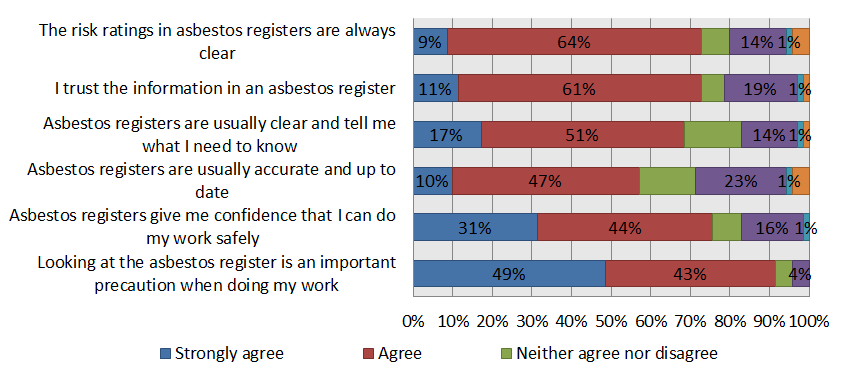 The risk ratings in asbestos registers are always
clear
9% 64% 14% 1%
I trust the information in an asbestos register
11% 61% 19% 1%
Asbestos registers are usually clear and tell me
what I need to know
17% 51% 14% 1%
Asbestos registers are usually accurate and up to
date
10% 47% 23% 1%
Asbestos registers give me confidence that I can do
my work safely
31% 44% 16% 1%
Looking at the asbestos register is an important
precaution when doing my work
49% 43% 4%
0% 10% 20% 30% 40% 50% 60% 70% 80% 90% 100%
Strongly agree Agree Neither agree nor disagree